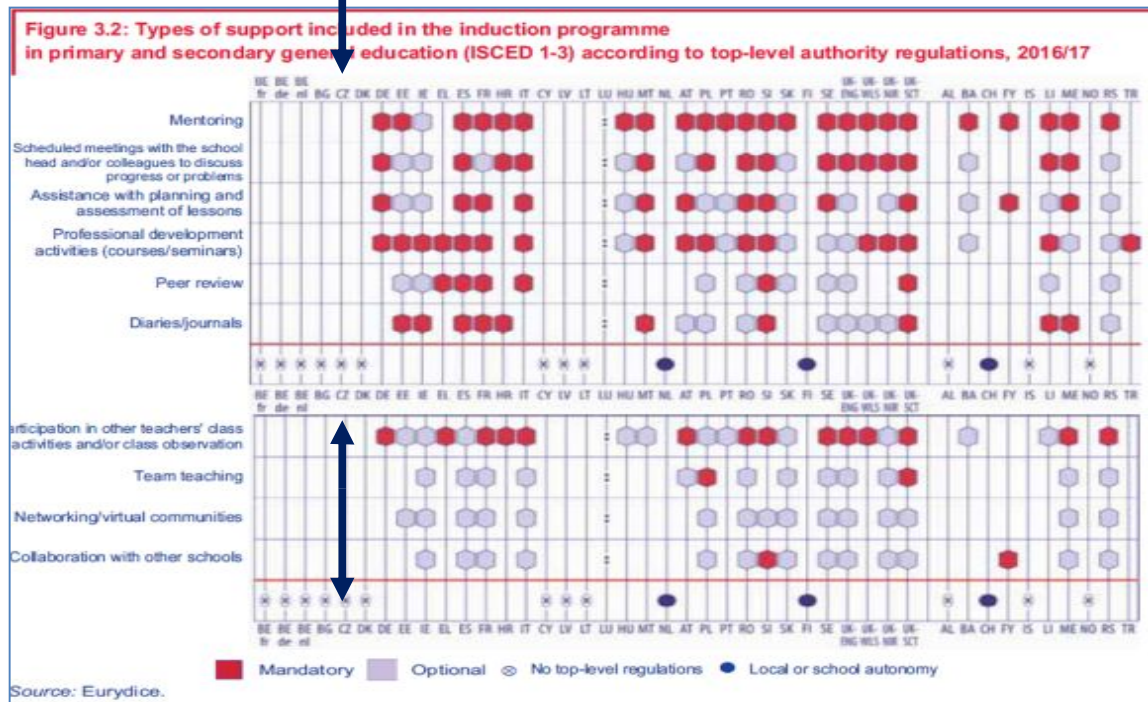 Figure 3.2: Types of support included in the induction programme
in primary and secondary general education (ISCED 1-3) according to top-level authority regulations, 2016/17
BE fr BE de BE nl BG CZ DK DE EE IE EL ES FR HR IT CY LV LT LU HU MT NL AT PL PT RO SI SK FI SE UK-ENG UK-WLS UK-NIR UK-SCT AL BA CH FY IS LI ME NO RS TR
Mentoring
Scheduled meetings with the school
head and/or colleagues to discuss
progress or problems
Assistance with planning and
assessment of lessons
Professional development
activities (courses/seminars)
Peer review
Diaries/journals
BE fr BE de BE nl BG CZ DK DE EE IE EL ES FR HR IT CY LV LT LU HU MT NL AT PL PT RO SI SK FI SE UK-ENG UK-WLS UK-NIR UK-SCT AL BA CH FY IS LI ME NO RS TR
articipation in other teachers' class
activities and/or class observation
Team teaching
Networking/virtual communities
Collaboration with other schools
BE fr BE de BE nl BG CZ DK DE EE IE EL ES FR HR IT CY LV LT LU HU MT NL AT PL PT RO SI SK FI SE UK-ENG UK-WLS UK-NIR UK-SCT AL BA CH FY IS LI ME NO RS TR
Mandatory Optional No top-level regulations Local or school autonomy
Source: Eurydice.